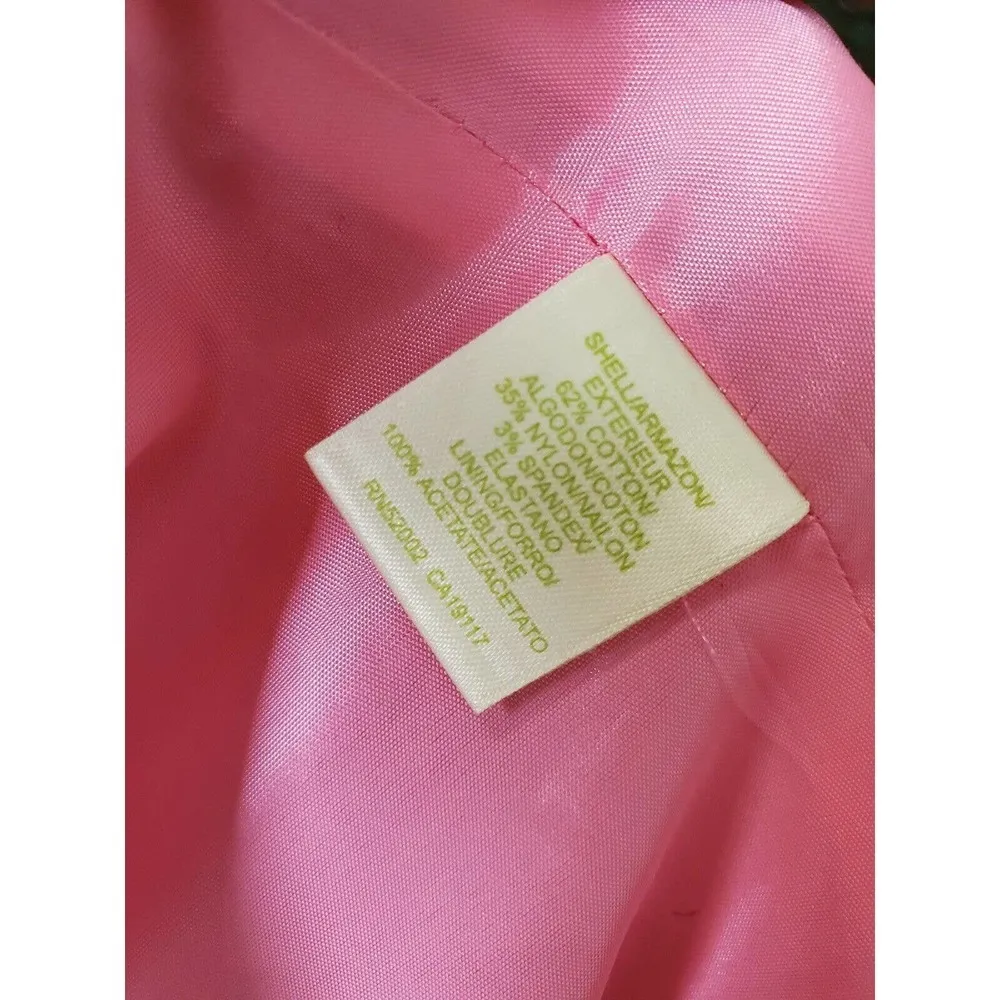 SHELL/ARMAZON/
EXTERIEUR
62% COTTON/
ALGODON/COTON
35% NYLON/NAILON
3% SPANDEX/
ELASTANO
LINING/FORRO/
DOUBLURE
100% ACETATE/ACETATO
RN52002 CA19117